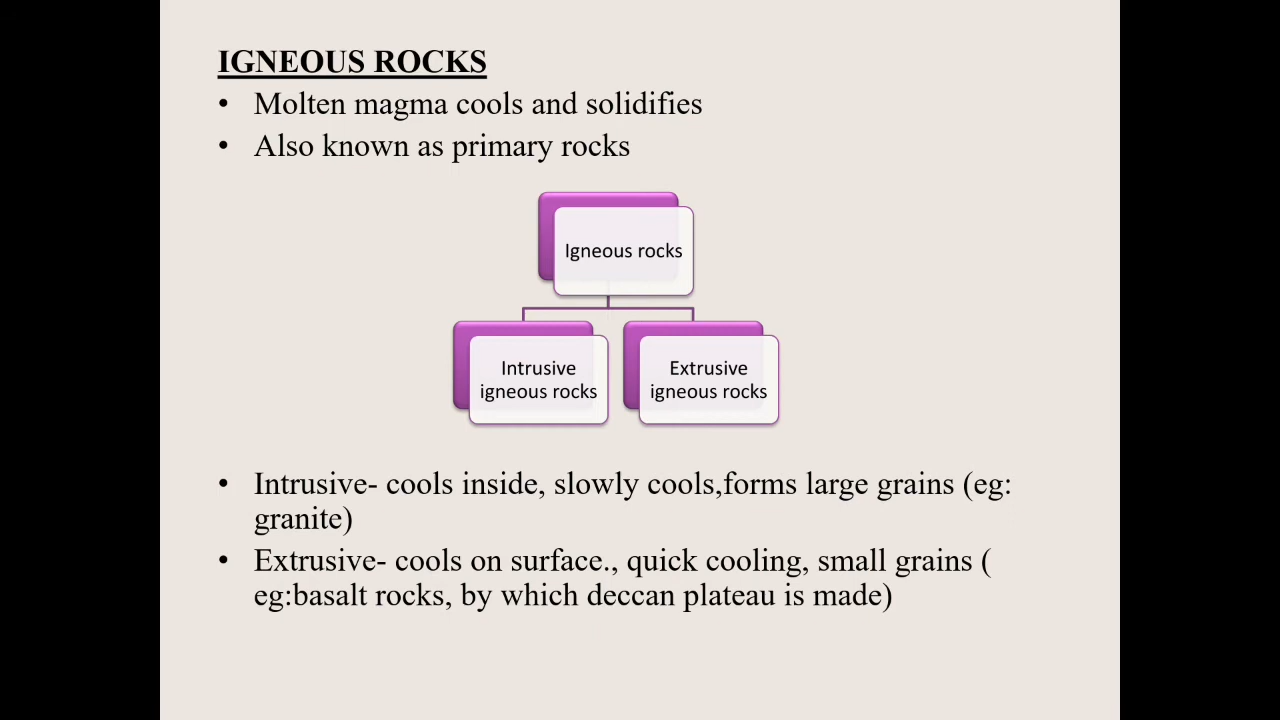 IGNEOUS ROCKS
• Molten magma cools and solidifies
• Also known as primary rocks
Igneous rocks
Intrusive
igneous rocks
Extrusive
igneous rocks
• Intrusive- cools inside, slowly cools,forms large grains (eg:
granite)
• Extrusive- cools on surface., quick cooling, small grains (
eg:basalt rocks, by which deccan plateau is made)